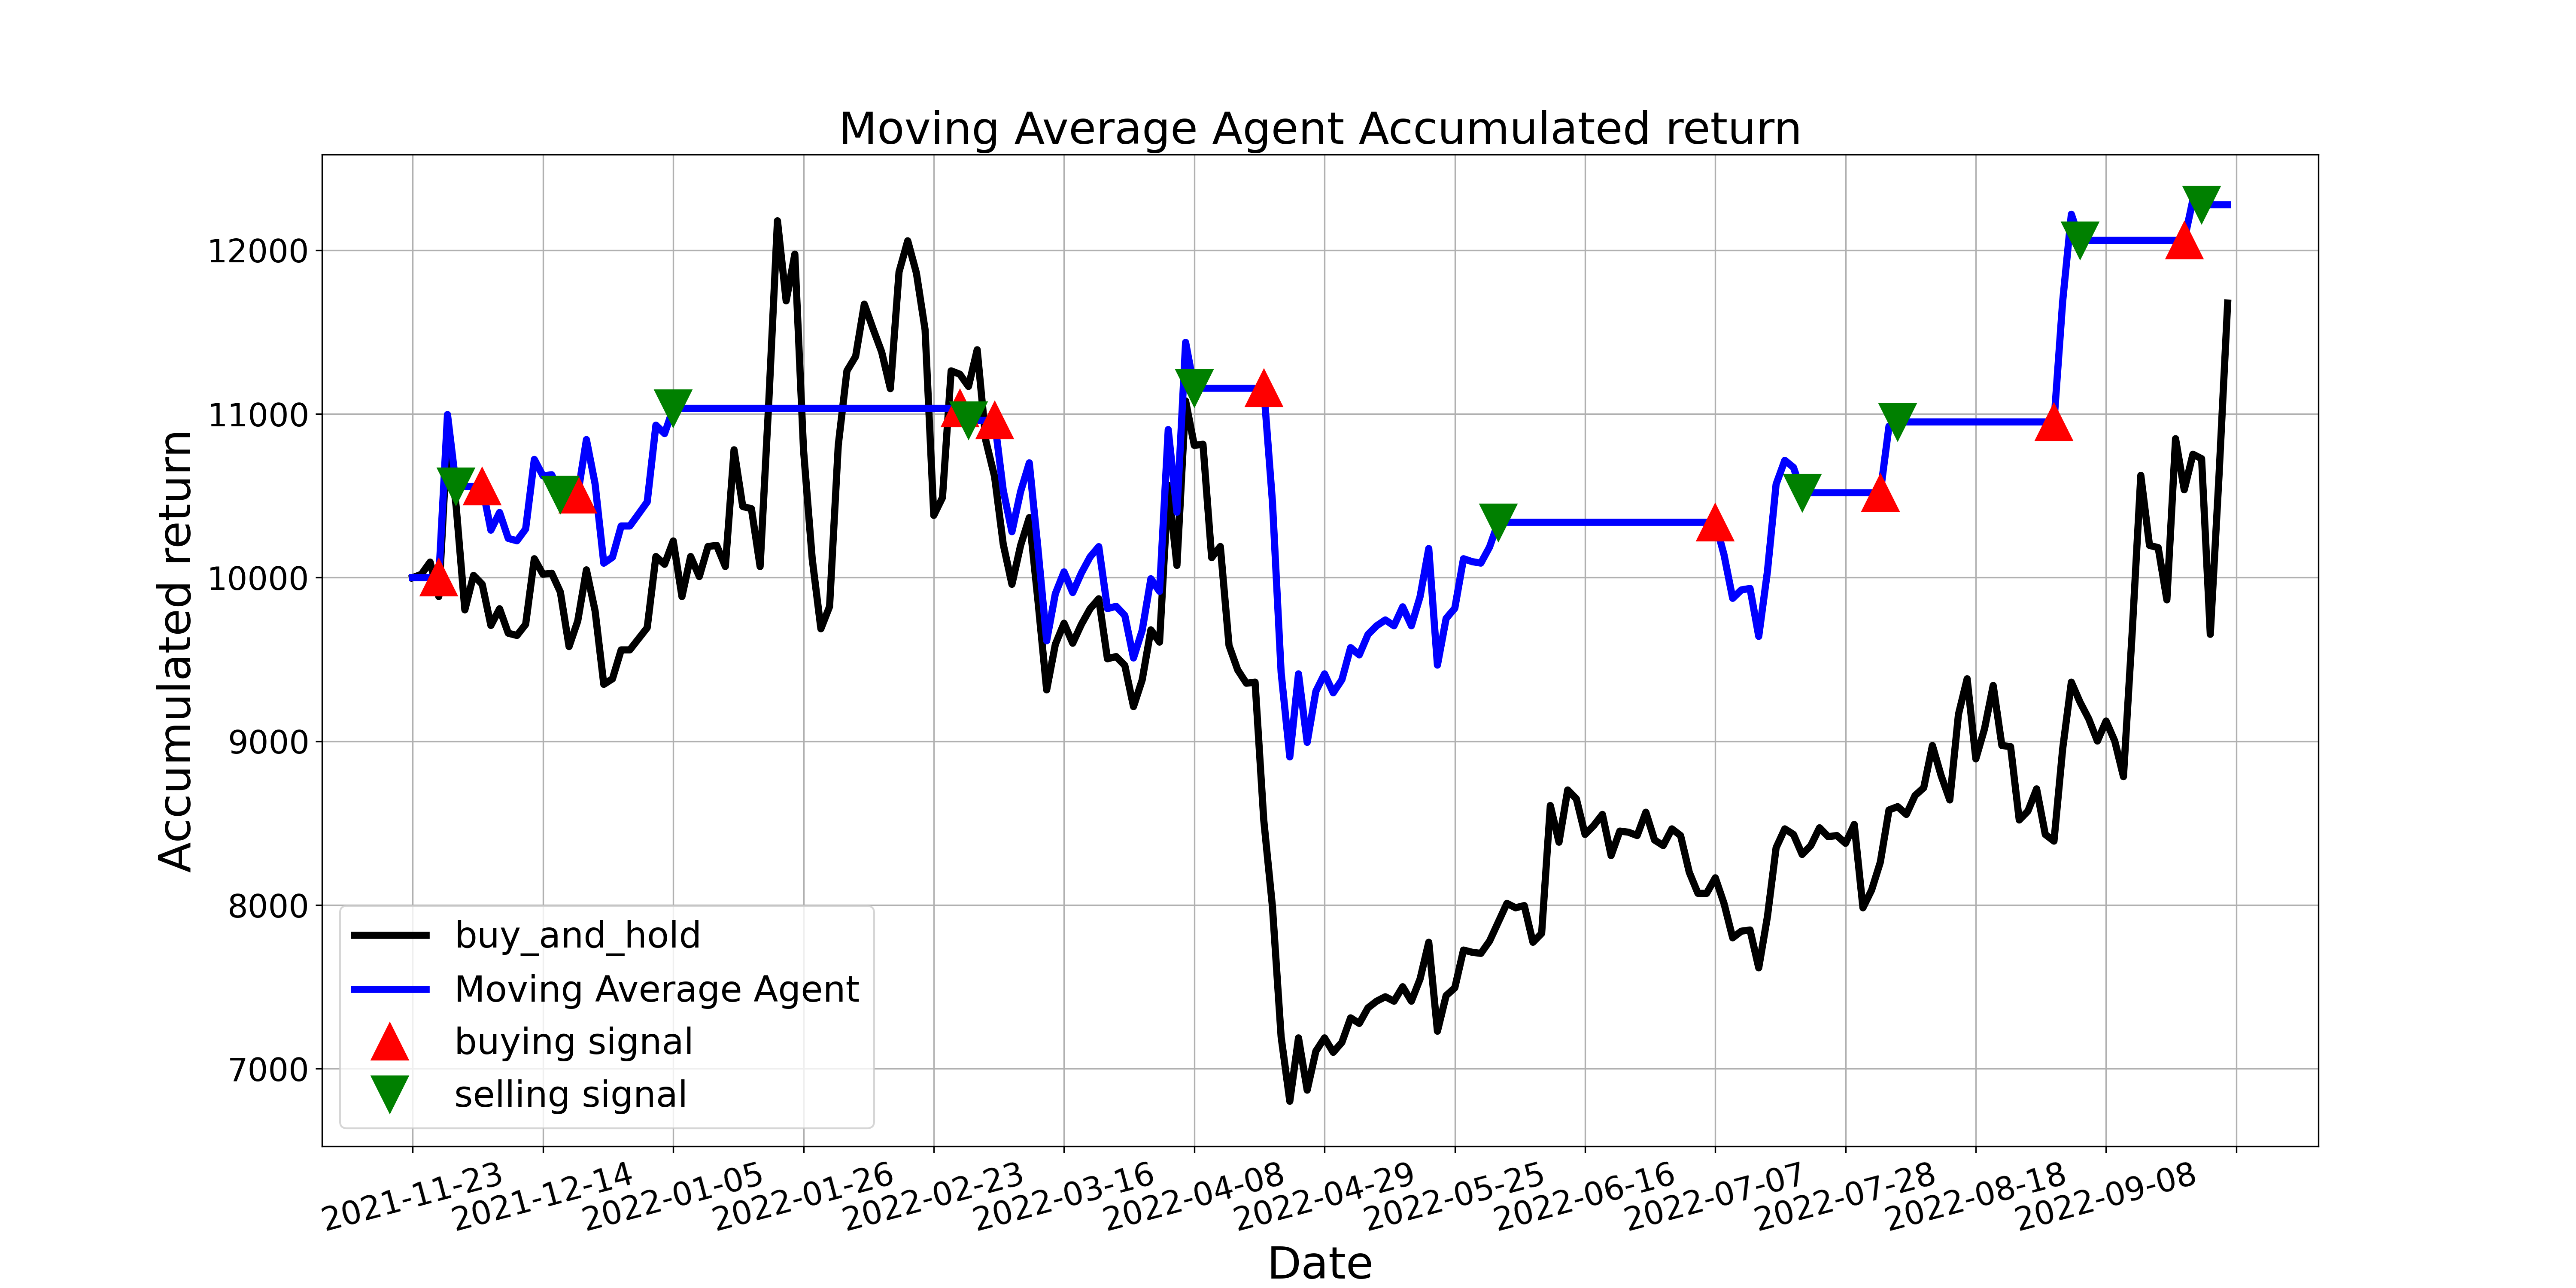 Moving Average Agent Accumulated return
Accumulated return
12000
11000
10000
9000
8000
7000
buy_and_hold
Moving Average Agent
buying signal
selling signal
2021-11-23
2021-12-14
2022-01-05
2022-01-26
2022-02-23
2022-03-16
2022-04-08
2022-04-29
2022-05-25
2022-06-16
2022-07-07
2022-07-28
2022-08-18
2022-09-08
Date